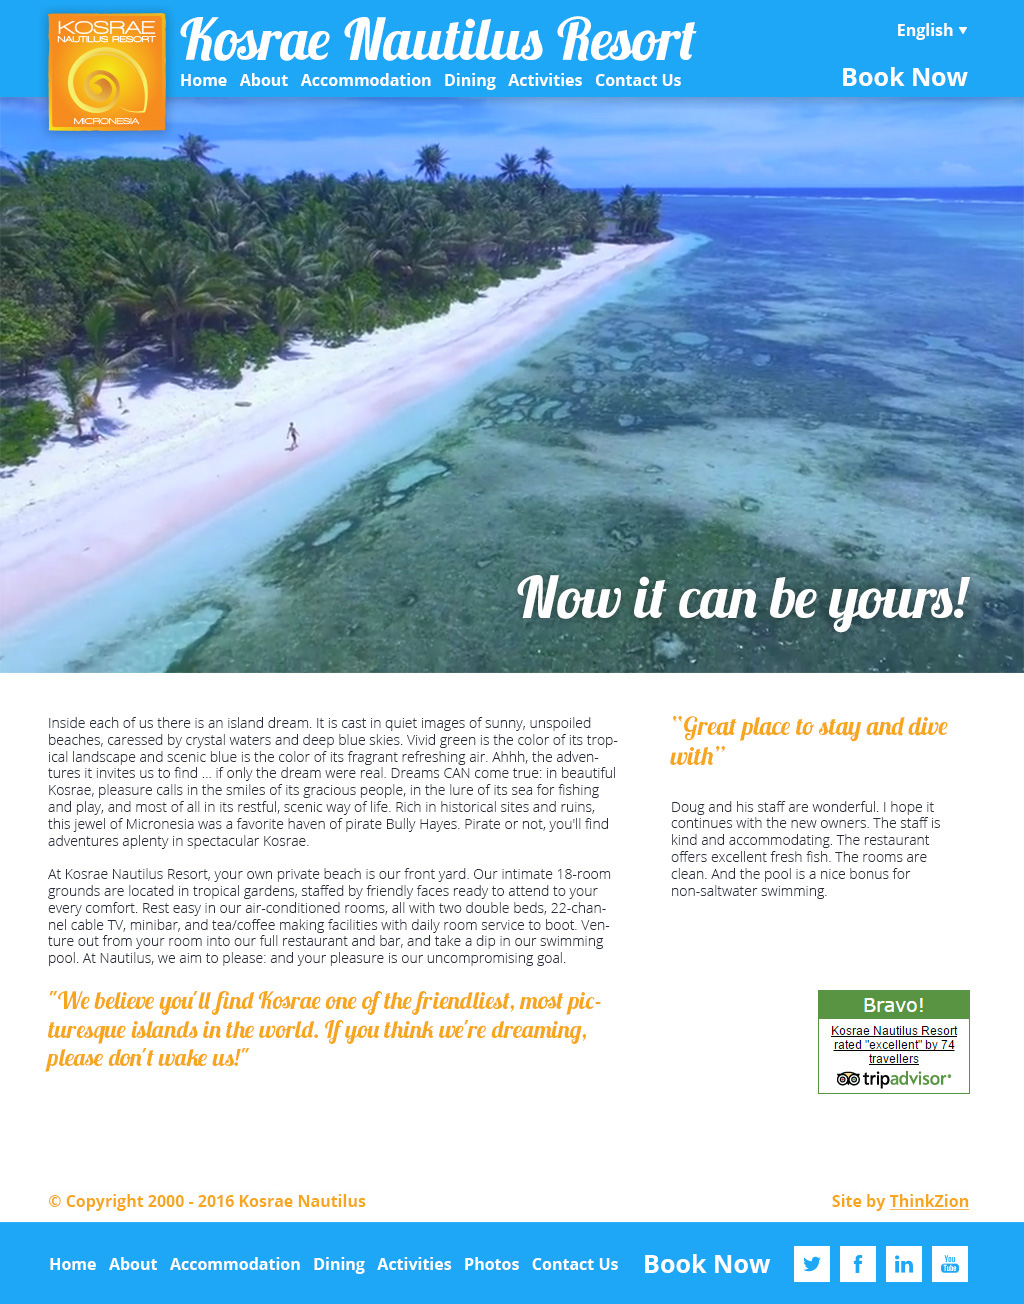 KOSRAE
NAUTILUS RESORT
MICRONESIA
Kosrae Nautilus Resort
English
Home About Accommodation Dining Activities Contact Us
Book Now
Now it can be yours!
Inside each of us there is an island dream. It is cast in quiet images of sunny, unspoiled
beaches, caressed by crystal waters and deep blue skies. Vivid green is the color of its trop-
ical landscape and scenic blue is the color of its fragrant refreshing air. Ahhh, the adven-
tures it invites us to find ... if only the dream were real. Dreams CAN come true: in beautiful
Kosrae, pleasure calls in the smiles of its gracious people, in the lure of its sea for fishing
and play, and most of all in its restful, scenic way of life. Rich in historical sites and ruins,
this jewel of Micronesia was a favorite haven of pirate Bully Hayes. Pirate or not, you'll find
adventures aplenty in spectacular Kosrae.
At Kosrae Nautilus Resort, your own private beach is our front yard. Our intimate 18-room
grounds are located in tropical gardens, staffed by friendly faces ready to attend to your
every comfort. Rest easy in our air-conditioned rooms, all with two double beds, 22-chan-
nel cable TV, minibar, and tea/coffee making facilities with daily room service to boot. Ven-
ture out from your room into our full restaurant and bar, and take a dip in our swimming
pool. At Nautilus, we aim to please: and your pleasure is our uncompromising goal.
"We believe you'll find Kosrae one of the friendliest, most pic-
turesque islands in the world. If you think we're dreaming,
please don't wake us!"
“Great place to stay and dive
with”
Doug and his staff are wonderful. I hope it
continues with the new owners. The staff is
kind and accommodating. The restaurant
offers excellent fresh fish. The rooms are
clean. And the pool is a nice bonus for
non-saltwater swimming.
Bravo!
Kosrae Nautilus Resort
rated "excellent" by 74
travellers
tripadvisor
© Copyright 2000 - 2016 Kosrae Nautilus
Site by ThinkZion
Home About Accommodation Dining Activities Photos Contact Us
Book Now
f
in
You
Tube